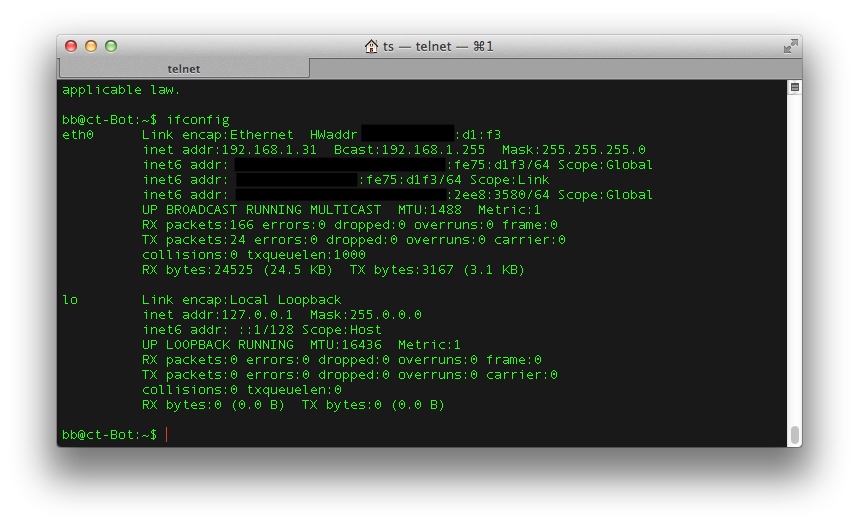 ts — telnet — ⌘1
telnet
applicable law.
bb@ct-Bot:~$ ifconfig
eth0 Link encap:Ethernet HWaddr :d1:f3
inet addr:192.168.1.31 Bcast:192.168.1.255 Mask:255.255.255.0
inet6 addr: :fe75:d1f3/64 Scope:Global
inet6 addr: :fe75:d1f3/64 Scope:Link
inet6 addr: :2ee8:3580/64 Scope:Global
UP BROADCAST RUNNING MULTICAST MTU:1488 Metric:1
RX packets:166 errors:0 dropped:0 overruns:0 frame:0
TX packets:24 errors:0 dropped:0 overruns:0 carrier:0
collisions:0 txqueuelen:1000
RX bytes:24525 (24.5 KB) TX bytes:3167 (3.1 KB)
lo Link encap:Local Loopback
inet addr:127.0.0.1 Mask:255.0.0.0
inet6 addr: ::1/128 Scope:Host
UP LOOPBACK RUNNING MTU:16436 Metric:1
RX packets:0 errors:0 dropped:0 overruns:0 frame:0
TX packets:0 errors:0 dropped:0 overruns:0 carrier:0
collisions:0 txqueuelen:0
RX bytes:0 (0.0 B) TX bytes:0 (0.0 B)
bb@ct-Bot:~$